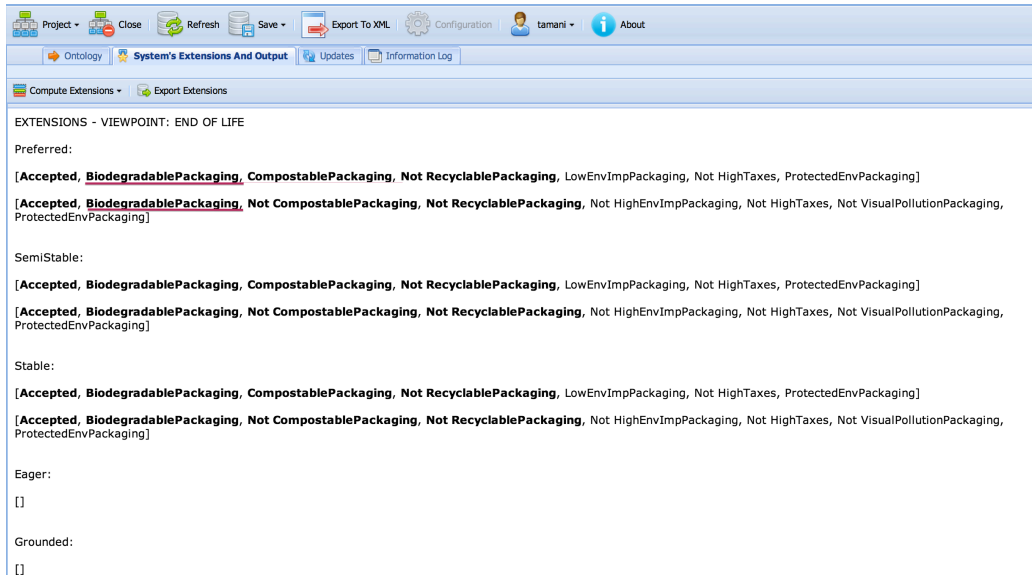 Project Close Refresh Save Export To XML Configuration tamani About
Ontology System's Extensions And Output Updates Information Log
Compute Extensions Export Extensions
EXTENSIONS - VIEWPOINT: END OF LIFE
Preferred:
[Accepted, BiodegradablePackaging, CompostablePackaging, Not RecyclablePackaging, LowEnvImpPackaging, Not HighTaxes, ProtectedEnvPackaging]
[Accepted, BiodegradablePackaging, Not CompostablePackaging, Not RecyclablePackaging, Not HighEnvImpPackaging, Not HighTaxes, Not VisualPollutionPackaging,
ProtectedEnvPackaging]
SemiStable:
[Accepted, BiodegradablePackaging, CompostablePackaging, Not RecyclablePackaging, LowEnvImpPackaging, Not HighTaxes, ProtectedEnvPackaging]
[Accepted, BiodegradablePackaging, Not CompostablePackaging, Not RecyclablePackaging, Not HighEnvImpPackaging, Not HighTaxes, Not VisualPollutionPackaging,
ProtectedEnvPackaging]
Stable:
[Accepted, BiodegradablePackaging, CompostablePackaging, Not RecyclablePackaging, LowEnvImpPackaging, Not HighTaxes, ProtectedEnvPackaging]
[Accepted, BiodegradablePackaging, Not CompostablePackaging, Not RecyclablePackaging, Not HighEnvImpPackaging, Not HighTaxes, Not VisualPollutionPackaging,
ProtectedEnvPackaging]
Eager:
[]
Grounded:
[]